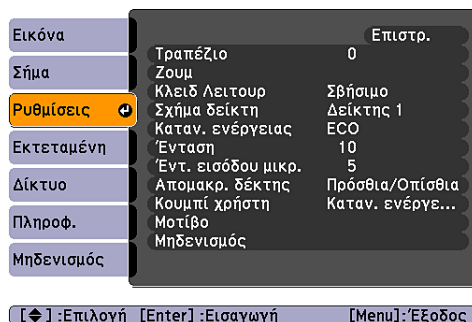 Εικόνα
Σήμα
Ρυθμίσεις
Εκτεταμένη
Δίκτυο
Πληροφ.
Μηδενισμός
Επιστρ.
Τραπέζιο 0
Ζουμ
Κλειδ Λειτουρ Σβήσιμο
Σχήμα δείκτη Δείκτης 1
Καταν. ενέργειας ECO
Ένταση 10
Έντ. εισόδου μικρ. 5
Απομακρ. δέκτης Πρόσθια/Οπίσθια
Κουμπί χρήστη Καταν. ενέργε...
Μοτίβο
Μηδενισμός
[ ] :Επιλογή [Enter] :Εισαγωγή [Menu]:Έξοδος